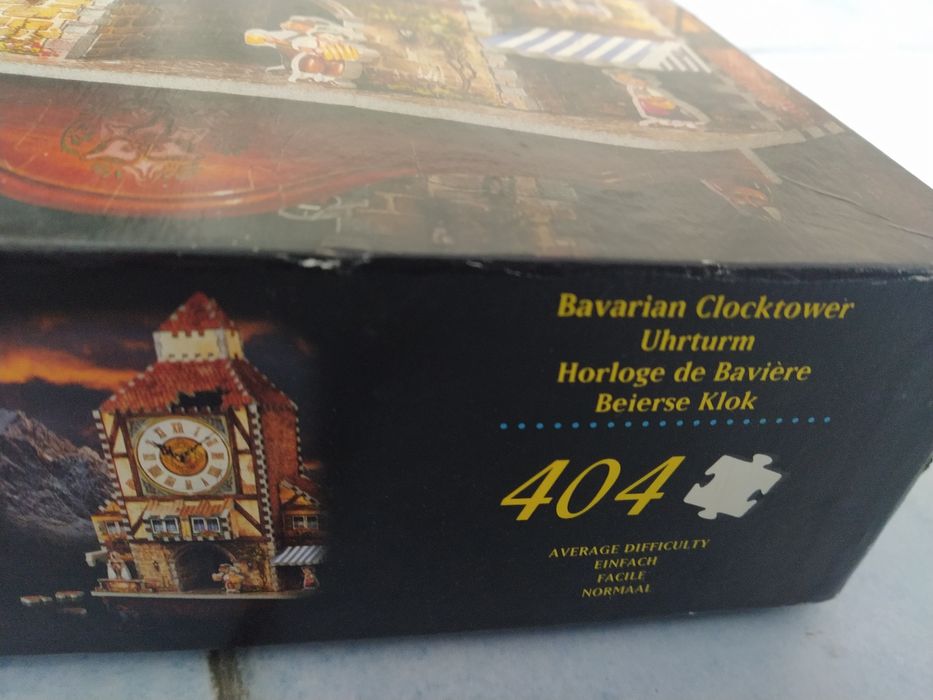 Bavarian Clocktower
Uhrturm
Horloge de Bavière
Beierse Klok
404
AVERAGE DIFFICULTY
EINFACH
FACILE
NORMAAL